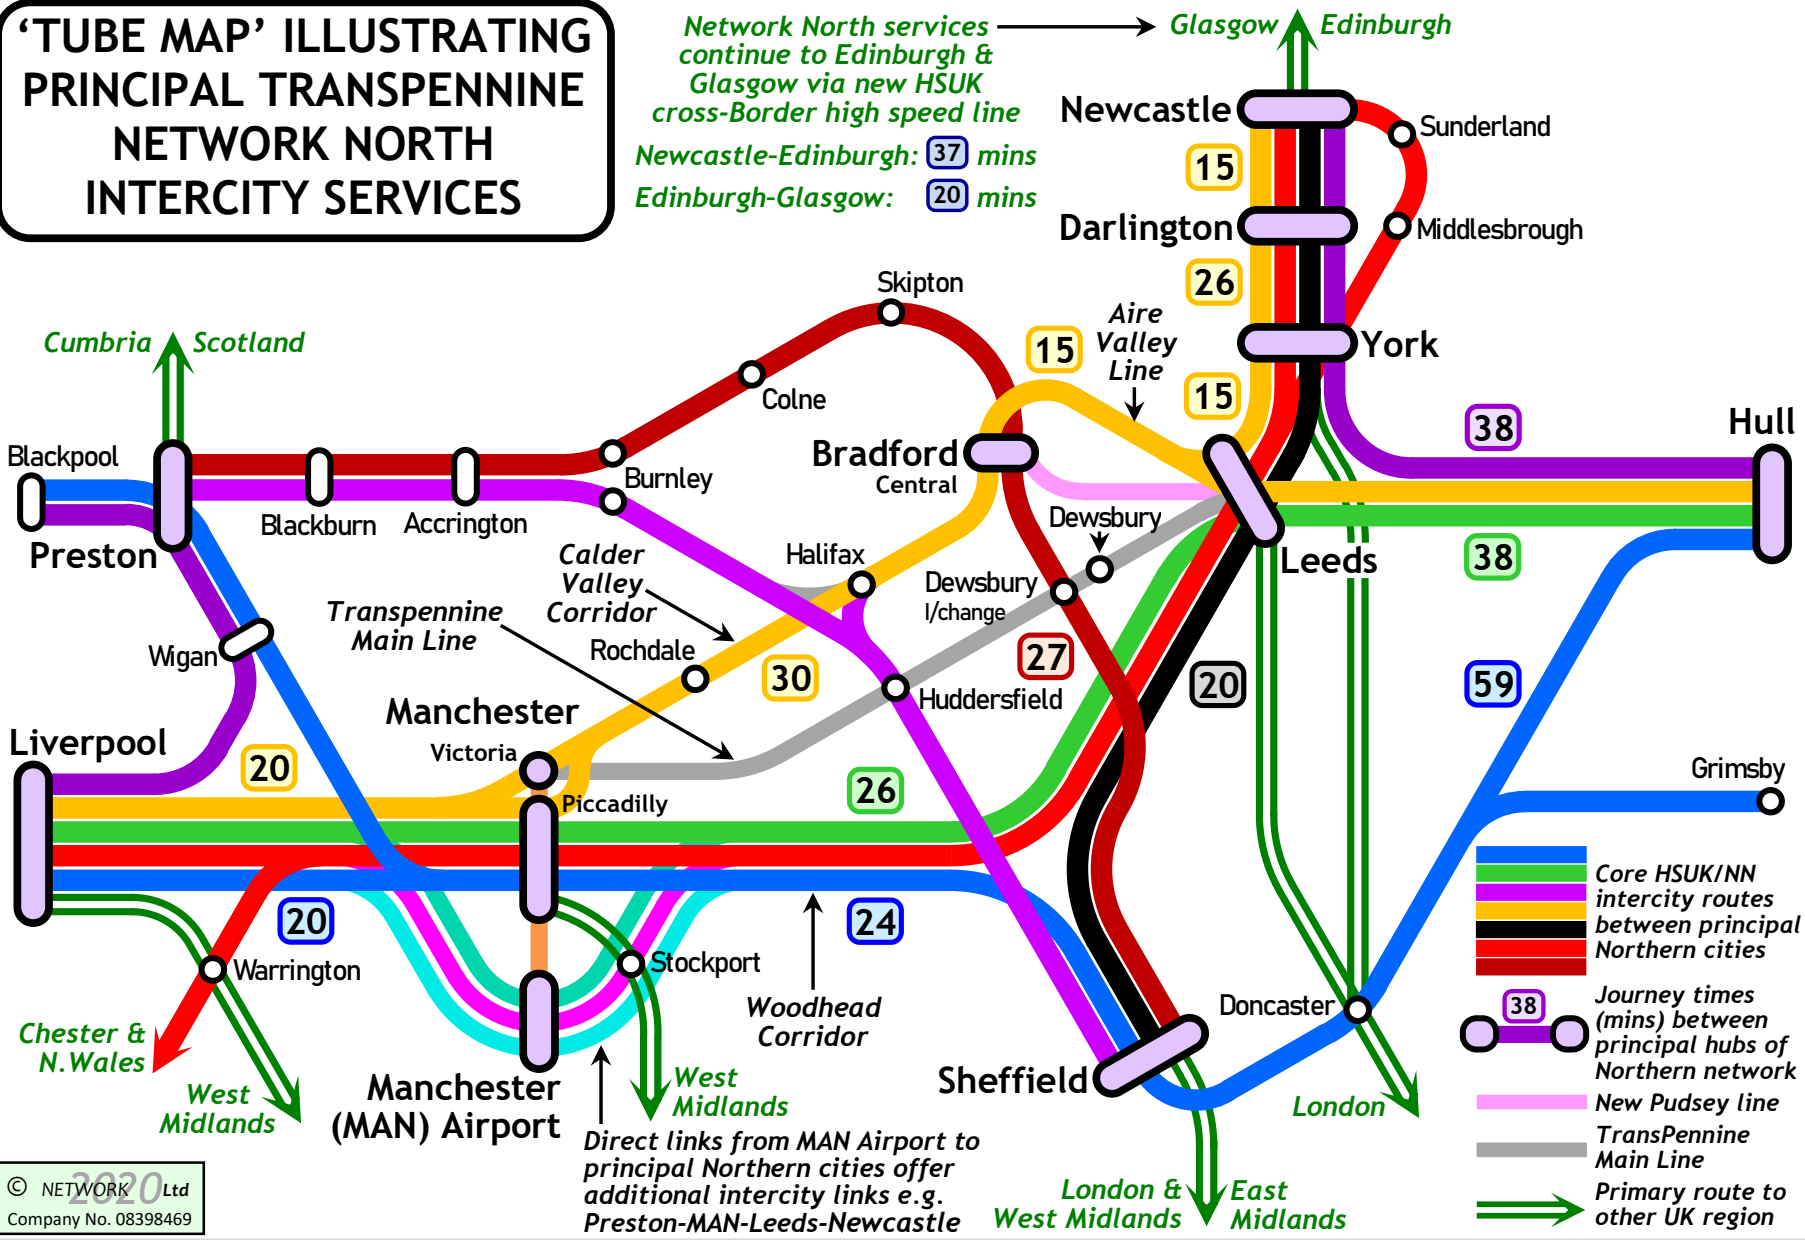 ‘TUBE MAP’ ILLUSTRATING
PRINCIPAL TRANSPENNINE
NETWORK NORTH
INTERCITY SERVICES
Network North services
continue to Edinburgh &
Glasgow via new HSUK
cross-Border high speed line
Newcastle-Edinburgh: 37 mins
Edinburgh-Glasgow: 20 mins
Glasgow Edinburgh
Newcastle
Sunderland
15
Darlington
Middlesbrough
26
York
15
Aire
Valley
Line
15
Skipton
Colne
Cumbria Scotland
Blackpool
Preston
Blackburn
Accrington
Burnley
Bradford
Central
38
Hull
Dewsbury
Leeds
38
Calder
Valley
Corridor
Halifax
Dewsbury
I/change
Transpennine
Main Line
Wigan
Rochdale
30
27
20
59
Huddersfield
Manchester
Victoria
Piccadilly
Liverpool
20
26
Grimsby
20
24
Warrington
Stockport
Woodhead
Corridor
Doncaster
Chester &
N.Wales
West
Midlands
Manchester
(MAN) Airport
West
Midlands
Sheffield
London
Direct links from MAN Airport to
principal Northern cities offer
additional intercity links e.g.
Preston-MAN-Leeds-Newcastle
London &
West Midlands
East
Midlands
Core HSUK/NN
intercity routes
between principal
Northern cities
38
Journey times
(mins) between
principal hubs of
Northern network
New Pudsey line
TransPennine
Main Line
Primary route to
other UK region
© NETWORK 2020 Ltd
Company No. 08398469